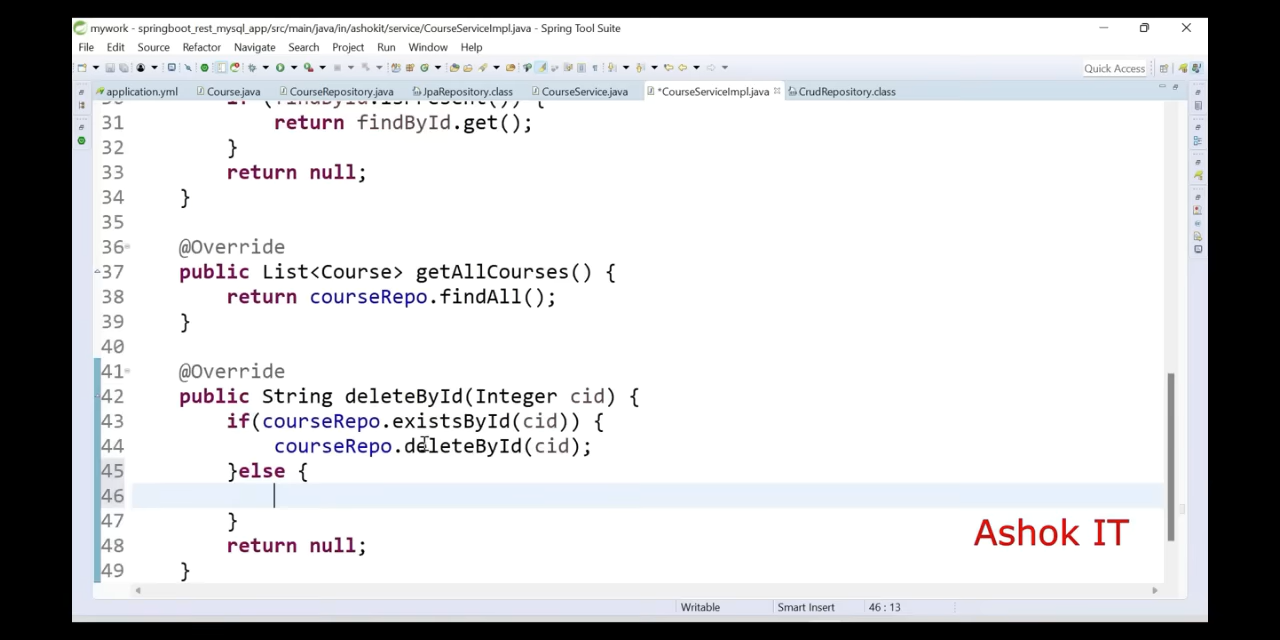 mywork - springboot_rest_mysql_app/src/main/java/in/ashokit/service/CourseServiceImpl.java - Spring Tool Suite
File Edit Source Refactor Navigate Search Project Run Window Help
Quick Access
application.yml Course.java CourseRepository.java JpaRepository.class CourseService.java *CourseServiceImpl.java CrudRepository.class
30 if (findById.isPresent()) {
31 return findById.get();
32 }
33 return null;
34 }
35
36 @Override
37 public List<Course> getAllCourses() {
38 return courseRepo.findAll();
39 }
40
41 @Override
42 public String deleteById(Integer cid) {
43 if(courseRepo.existsById(cid)) {
44 courseRepo.deleteById(cid);
45 }else {
46
47 }
48 return null;
49 }
Ashok IT
Writable Smart Insert 46 : 13